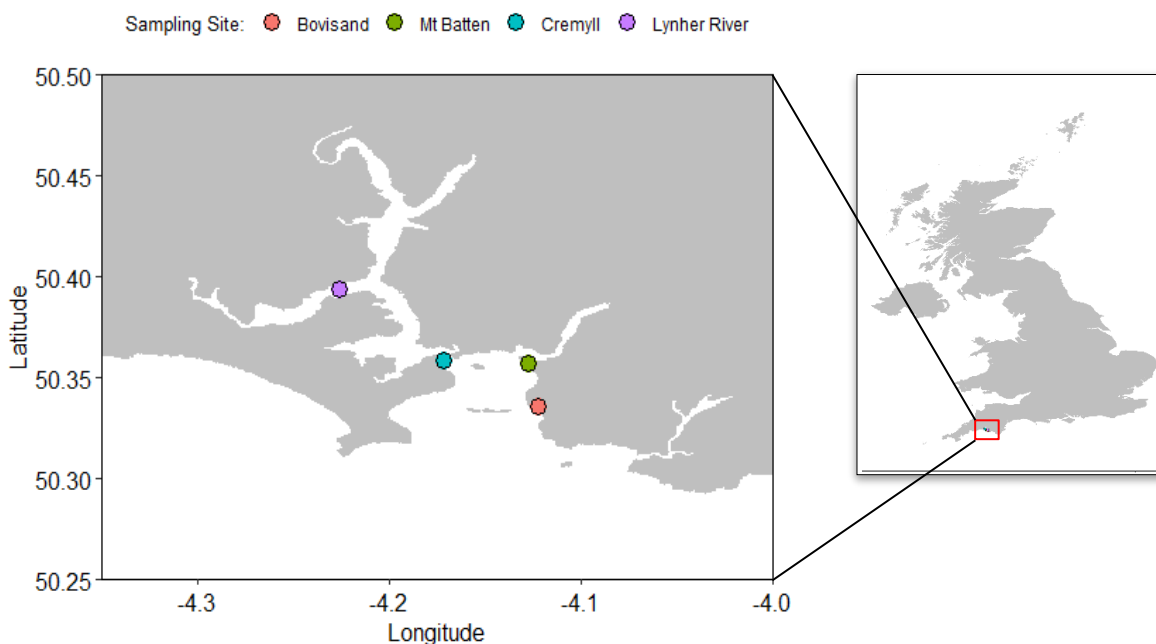 Sampling Site: Bovisand Mt Batten Cremyll Lynher River
50.50
50.45
50.40
50.35
50.30
50.25
Latitude
-4.3 -4.2 -4.1 -4.0
Longitude